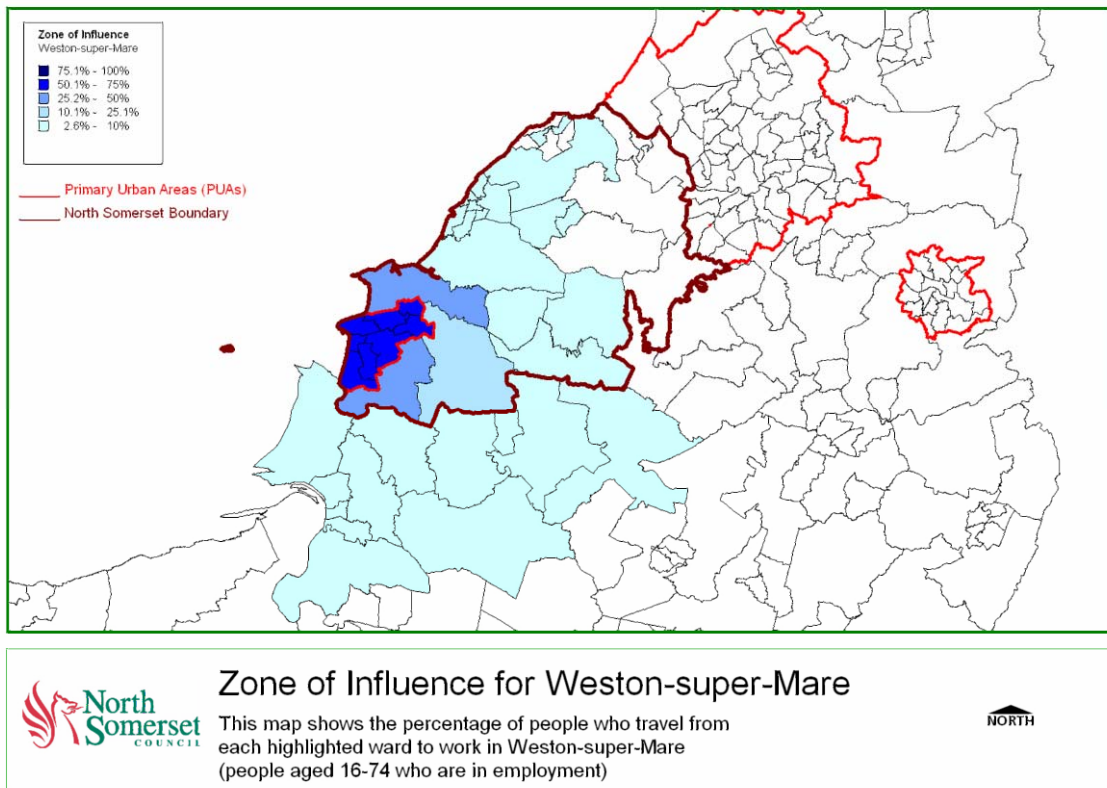 Zone of Influence
Weston-super-Mare
75.1% - 100%
50.1% - 75%
25.2% - 50%
10.1% - 25.1%
2.6% - 10%
Primary Urban Areas (PUAs)
North Somerset Boundary
North
Somerset
COUNCIL
Zone of Influence for Weston-super-Mare
This map shows the percentage of people who travel from
each highlighted ward to work in Weston-super-Mare
(people aged 16-74 who are in employment)
NORTH